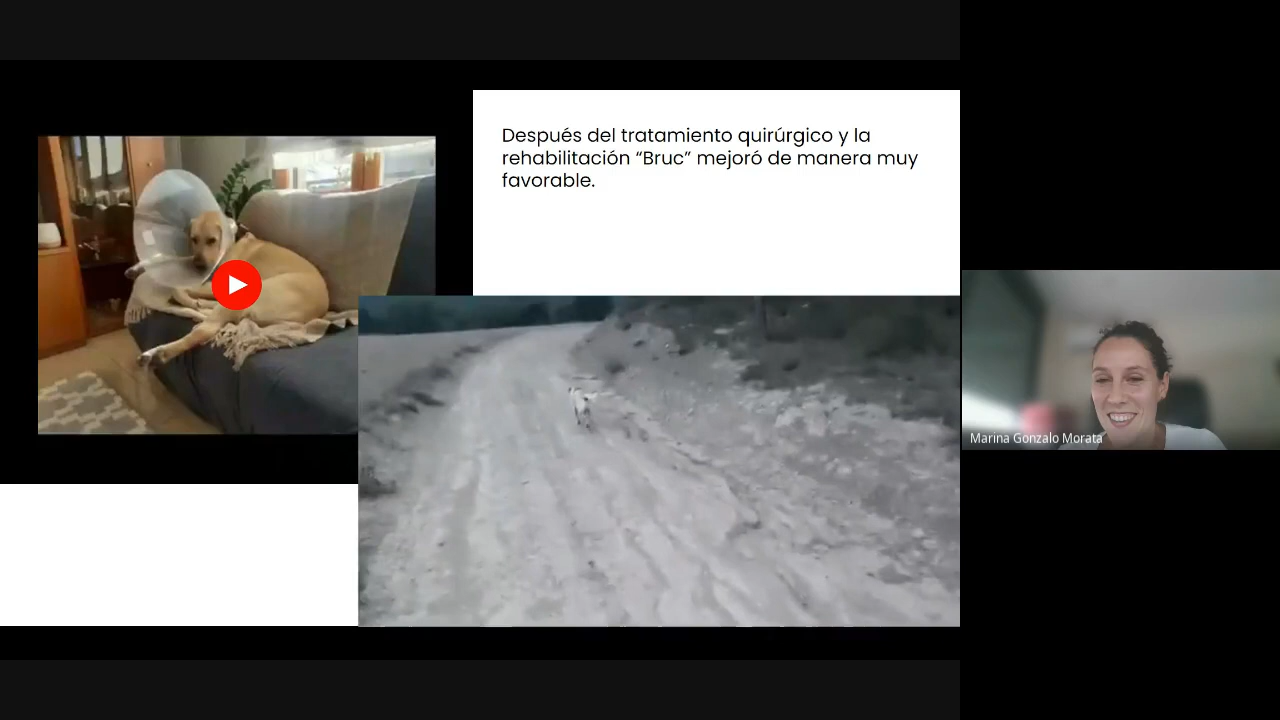 Después del tratamiento quirúrgico y la
rehabilitación “Bruc” mejoró de manera muy
favorable.
Marina Gonzalo Morata